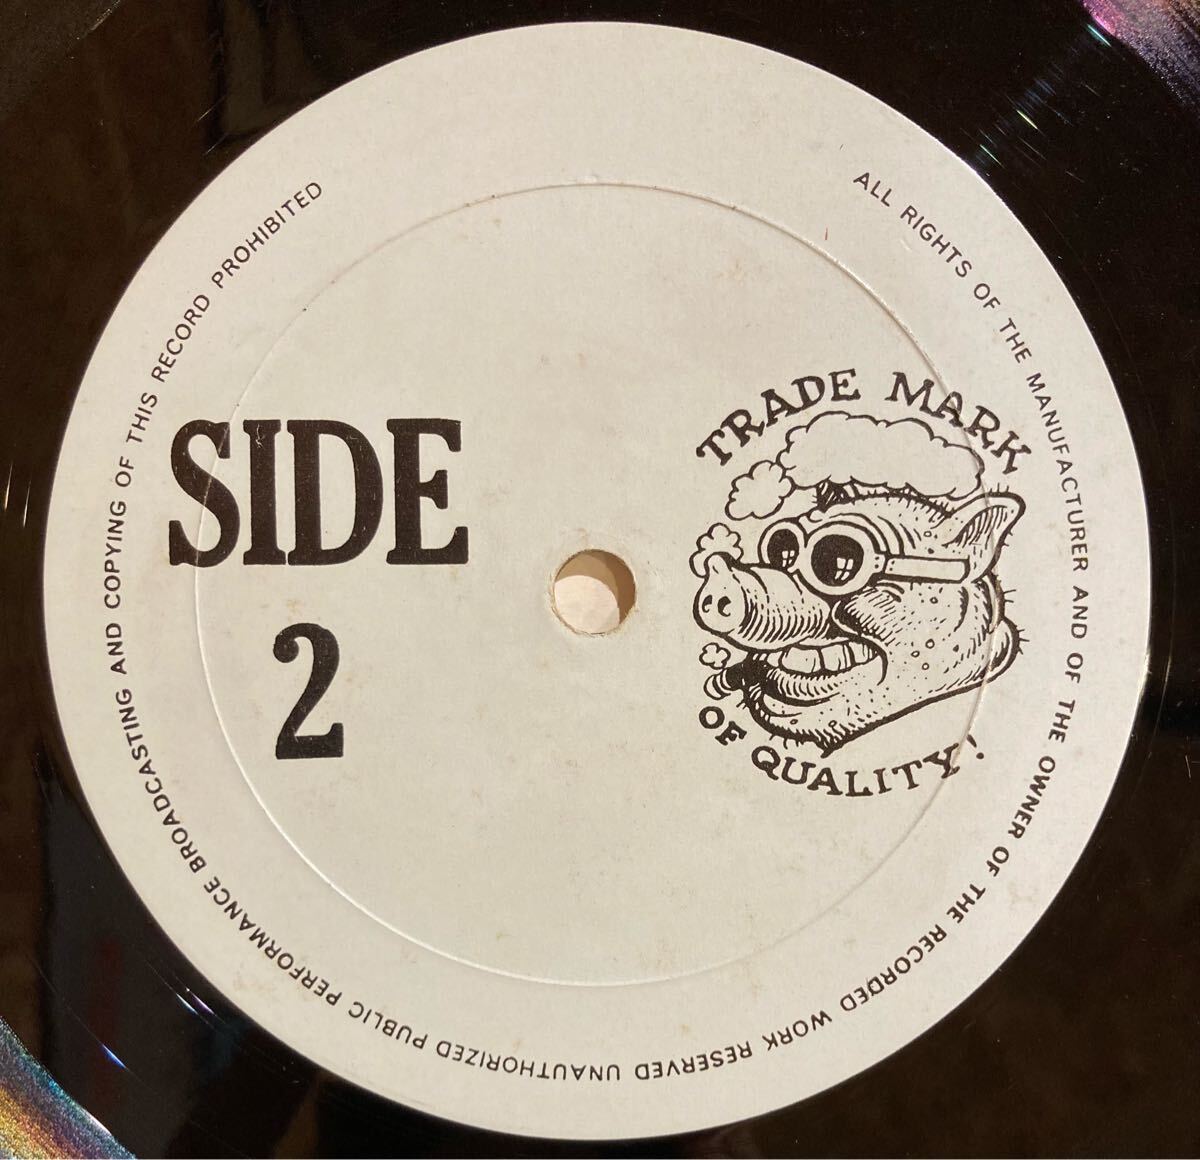 ALL RIGHTS OF THE MANUFACTURER AND OF THE OWNER OF THE RECORDED WORK RESERVED UNAUTHORIZED PUBLIC PERFORMANCE BROADCASTING AND COPYING OF THIS RECORD PROHIBITED
SIDE
2
TRADE MARK
OF QUALITY!